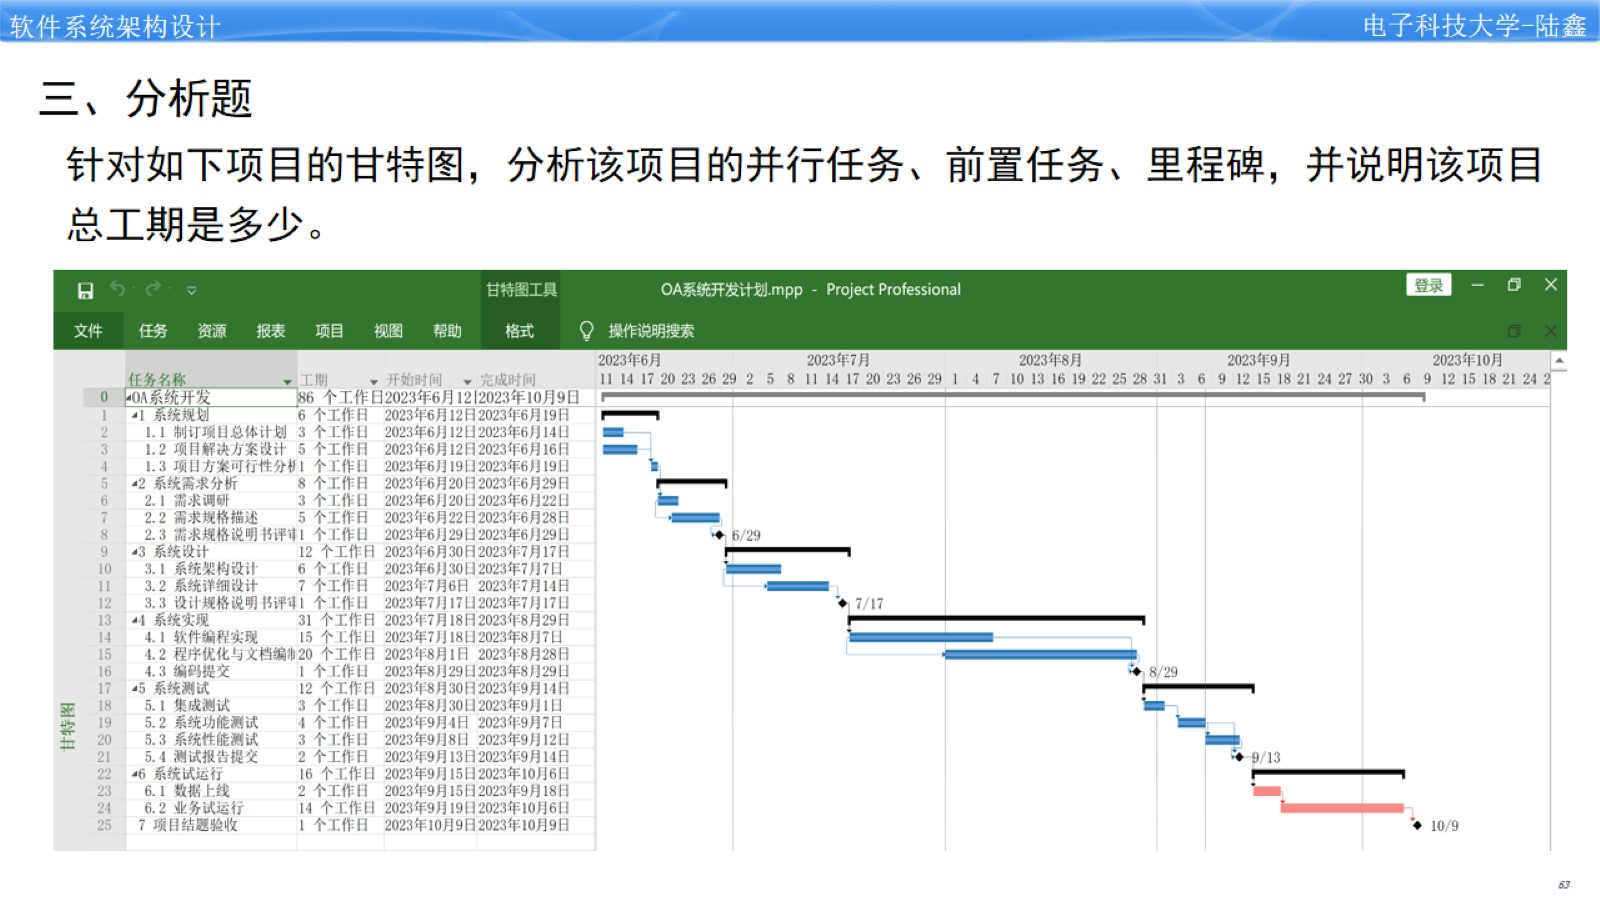 软件系统架构设计
电子科技大学-陆鑫
三、分析题
针对如下项目的甘特图，分析该项目的并行任务、前置任务、里程碑，并说明该项目
总工期是多少。
甘特图工具
OA系统开发计划.mpp - Project Professional
登录
文件 任务 资源 报表 项目 视图 帮助 格式 操作说明搜索
2023年6月 2023年7月 2023年8月 2023年9月 2023年10月
任务名称 工期 开始时间 完成时间
11 14 17 20 23 26 29 2 5 8 11 14 17 20 23 26 29 1 4 7 10 13 16 19 22 25 28 31 3 6 9 12 15 18 21 24 27 30 3 6 9 12 15 18 21 24 2
0 OA系统开发 86 个工作日 2023年6月12日 2023年10月9日
1 1 系统规划 6 个工作日 2023年6月12日 2023年6月19日
2 1.1 制订项目总体计划 3 个工作日 2023年6月12日 2023年6月14日
3 1.2 项目解决方案设计 5 个工作日 2023年6月12日 2023年6月16日
4 1.3 项目方案可行性分析 1 个工作日 2023年6月19日 2023年6月19日
5 2 系统需求分析 8 个工作日 2023年6月20日 2023年6月29日
6 2.1 需求调研 3 个工作日 2023年6月20日 2023年6月22日
7 2.2 需求规格描述 5 个工作日 2023年6月22日 2023年6月28日
8 2.3 需求规格说明书评审 1 个工作日 2023年6月29日 2023年6月29日 6/29
9 3 系统设计 12 个工作日 2023年6月30日 2023年7月17日
10 3.1 系统架构设计 6 个工作日 2023年6月30日 2023年7月7日
11 3.2 系统详细设计 7 个工作日 2023年7月6日 2023年7月14日
12 3.3 设计规格说明书评审 1 个工作日 2023年7月17日 2023年7月17日 7/17
13 4 系统实现 31 个工作日 2023年7月18日 2023年8月29日
14 4.1 软件编程实现 15 个工作日 2023年7月18日 2023年8月7日
15 4.2 程序优化与文档编制 20 个工作日 2023年8月1日 2023年8月28日
16 4.3 编码提交 1 个工作日 2023年8月29日 2023年8月29日 8/29
17 5 系统测试 12 个工作日 2023年8月30日 2023年9月14日
18 5.1 集成测试 3 个工作日 2023年8月30日 2023年9月1日
19 5.2 系统功能测试 4 个工作日 2023年9月4日 2023年9月7日
20 5.3 系统性能测试 3 个工作日 2023年9月8日 2023年9月12日
21 5.4 测试报告提交 2 个工作日 2023年9月13日 2023年9月14日 9/13
22 6 系统试运行 16 个工作日 2023年9月15日 2023年10月6日
23 6.1 数据上线 2 个工作日 2023年9月15日 2023年9月18日
24 6.2 业务试运行 14 个工作日 2023年9月19日 2023年10月6日
25 7 项目结题验收 1 个工作日 2023年10月9日 2023年10月9日 10/9
甘特图
63